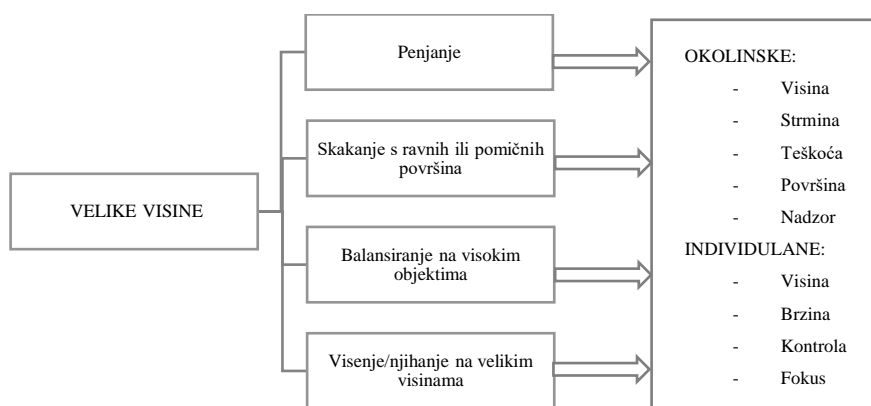 VELIKE VISINE
Penjanje
Skakanje s ravnih ili pomičnih
površina
Balansiranje na visokim
objektima
Visenje/njihanje na velikim
visinama
OKOLINSKE:
- Visina
- Strmina
- Teškoća
- Površina
- Nadzor
INDIVIDULANE:
- Visina
- Brzina
- Kontrola
- Fokus